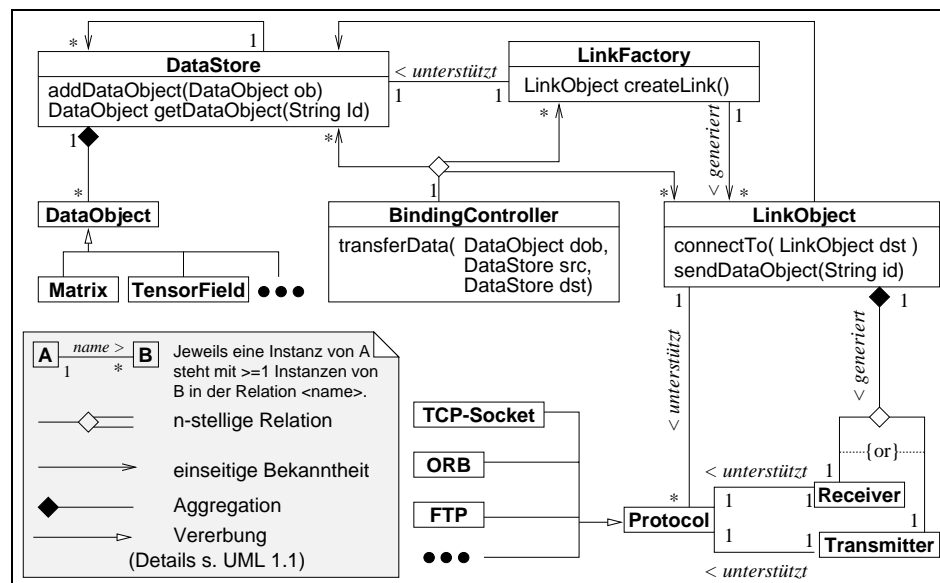 * 1
DataStore
addDataObject(DataObject ob)
DataObject getDataObject(String Id)
< unterstützt
1 1
LinkFactory
LinkObject createLink()
1 * * 1
< generiert
1
* * *
*
DataObject
Matrix
TensorField
BindingController
transferData( DataObject dob,
DataStore src,
DataStore dst)
LinkObject
connectTo( LinkObject dst )
sendDataObject(String id)
1 1
< unterstützt
< generiert
A name > B
1 *
Jeweils eine Instanz von A
steht mit >=1 Instanzen von
B in der Relation <name>.
n-stellige Relation
einseitige Bekanntheit
Aggregation
Vererbung
(Details s. UML 1.1)
TCP-Socket
ORB
FTP
{or}
< unterstützt 1
* 1 1 Receiver
Protocol 1
1 1 Transmitter
< unterstützt